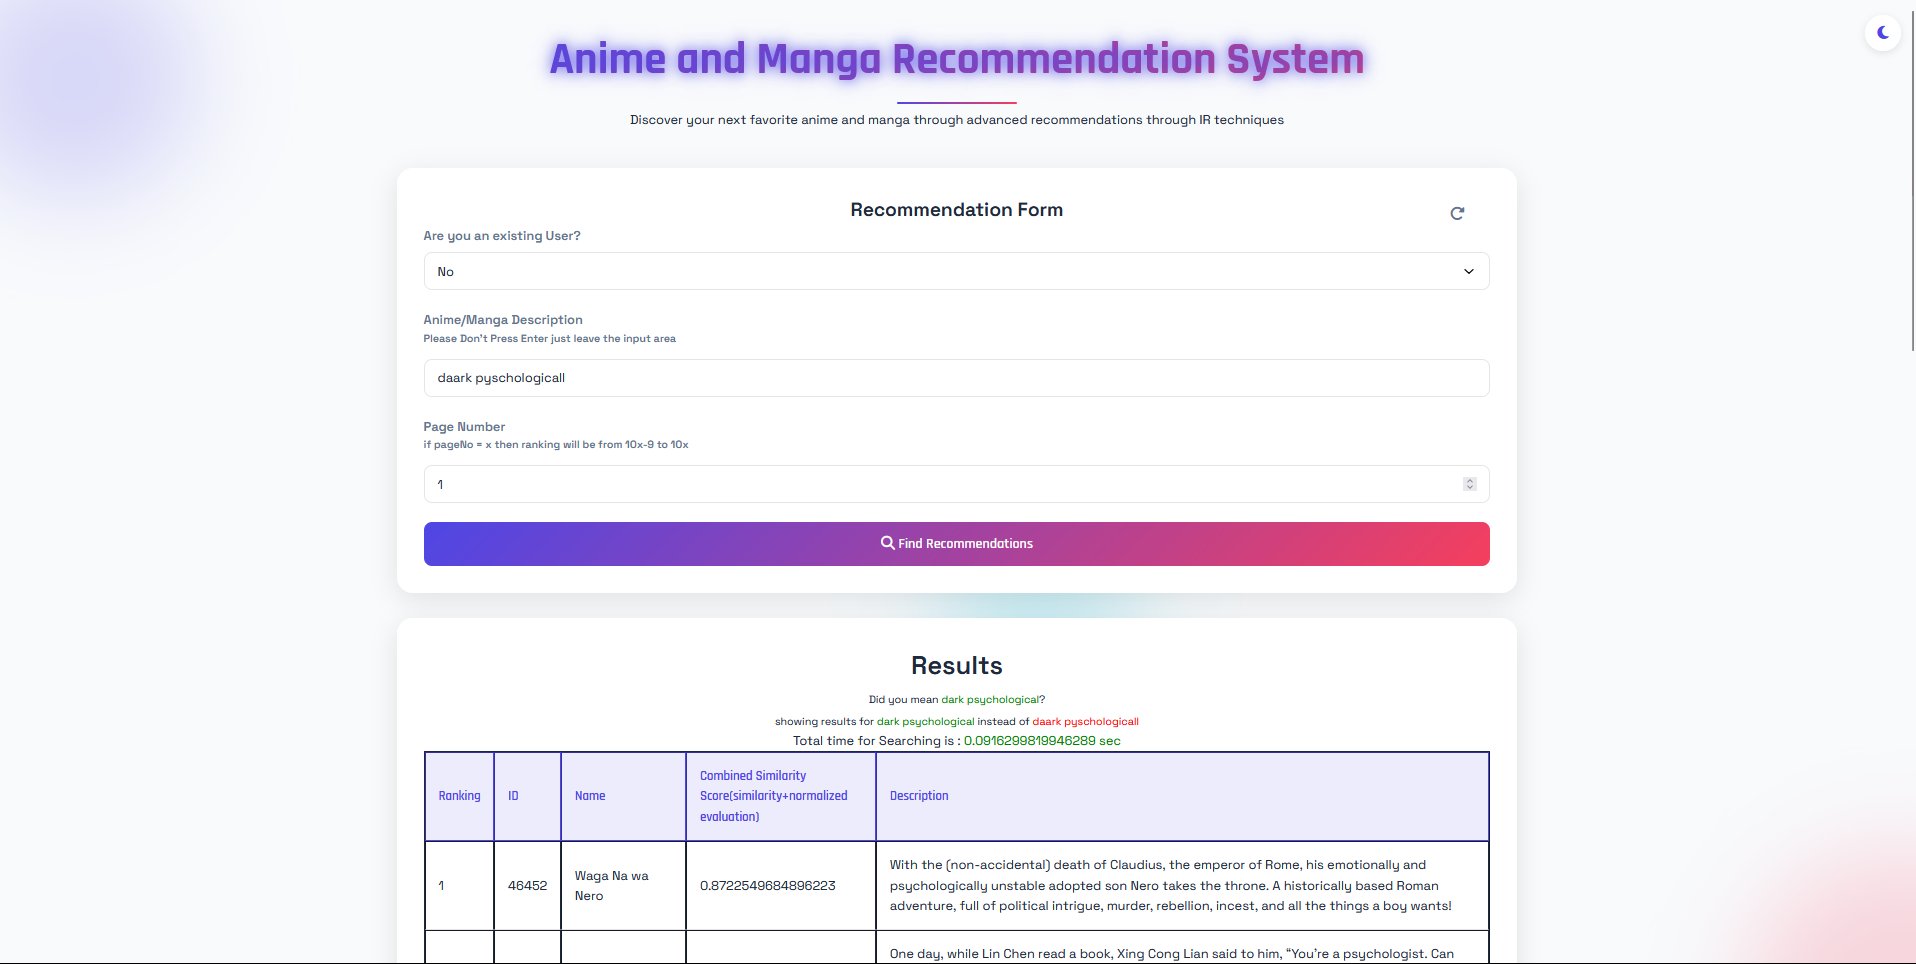 Anime and Manga Recommendation System
Discover your next favorite anime and manga through advanced recommendations through IR techniques
Recommendation Form
Are you an existing User?
No
Anime/Manga Description
Please Don't Press Enter just leave the input area
daark pyschologicall
Page Number
if pageNo = x then ranking will be from 10x-9 to 10x
1
Find Recommendations
Results
Did you mean dark psychological?
showing results for dark psychological instead of daark pyschologicall
Total time for Searching is : 0.0916299819946289 sec
Ranking
ID
Name
Combined Similarity
Score(similarity+normalized
evaluation)
Description
1
46452
Waga Na wa
Nero
0.8722549684896223
With the (non-accidental) death of Claudius, the emperor of Rome, his emotionally and
psychologically unstable adopted son Nero takes the throne. A historically based Roman
adventure, full of political intrigue, murder, rebellion, incest, and all the things a boy wants!
One day, while Lin Chen read a book, Xing Cong Lian said to him, "You're a psychologist. Can